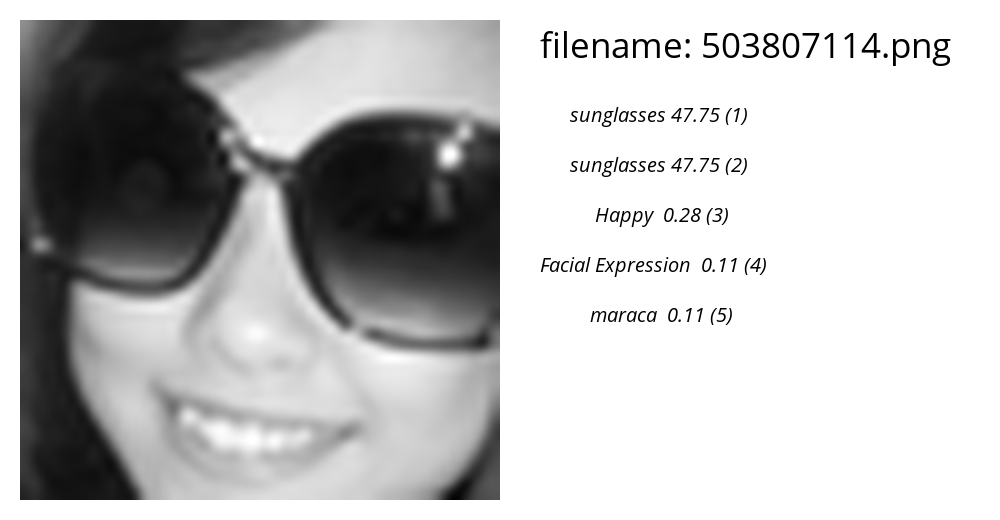 filename: 503807114.png
sunglasses 47.75 (1)
sunglasses 47.75 (2)
Happy 0.28 (3)
Facial Expression 0.11 (4)
maraca 0.11 (5)